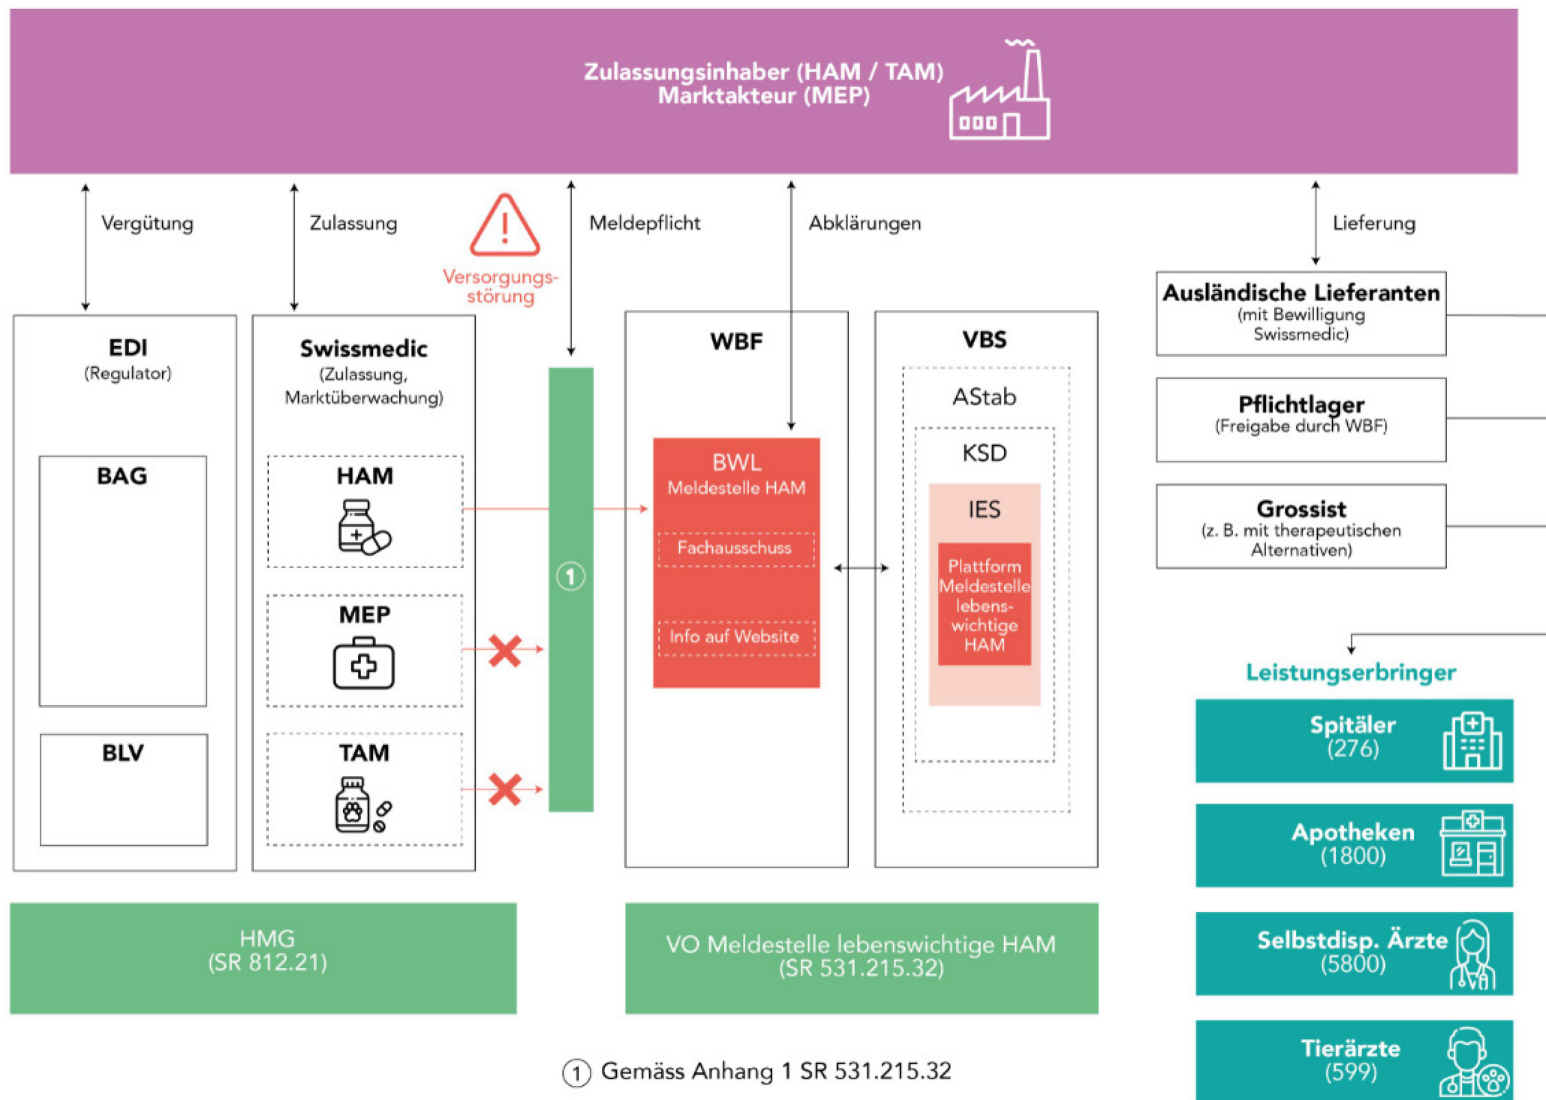 Zulassungsinhaber (HAM / TAM)
Marktakteur (MEP)
Vergütung
Zulassung
Versorgungs-
störung
Meldepflicht
Abklärungen
Lieferung
EDI
(Regulator)
BAG
BLV
Swissmedic
(Zulassung,
Marktüberwachung)
HAM
MEP
TAM
1
WBF
BWL
Meldestelle HAM
Fachausschuss
Info auf Website
VBS
AStab
KSD
IES
Plattform
Meldestelle
lebens-
wichtige
HAM
Ausländische Lieferanten
(mit Bewilligung
Swissmedic)
Pflichtlager
(Freigabe durch WBF)
Grossist
(z. B. mit therapeutischen
Alternativen)
Leistungserbringer
Spitäler
(276)
Apotheken
(1800)
Selbstdisp. Ärzte
(5800)
Tierärzte
(599)
HMG
(SR 812.21)
VO Meldestelle lebenswichtige HAM
(SR 531.215.32)
1 Gemäss Anhang 1 SR 531.215.32